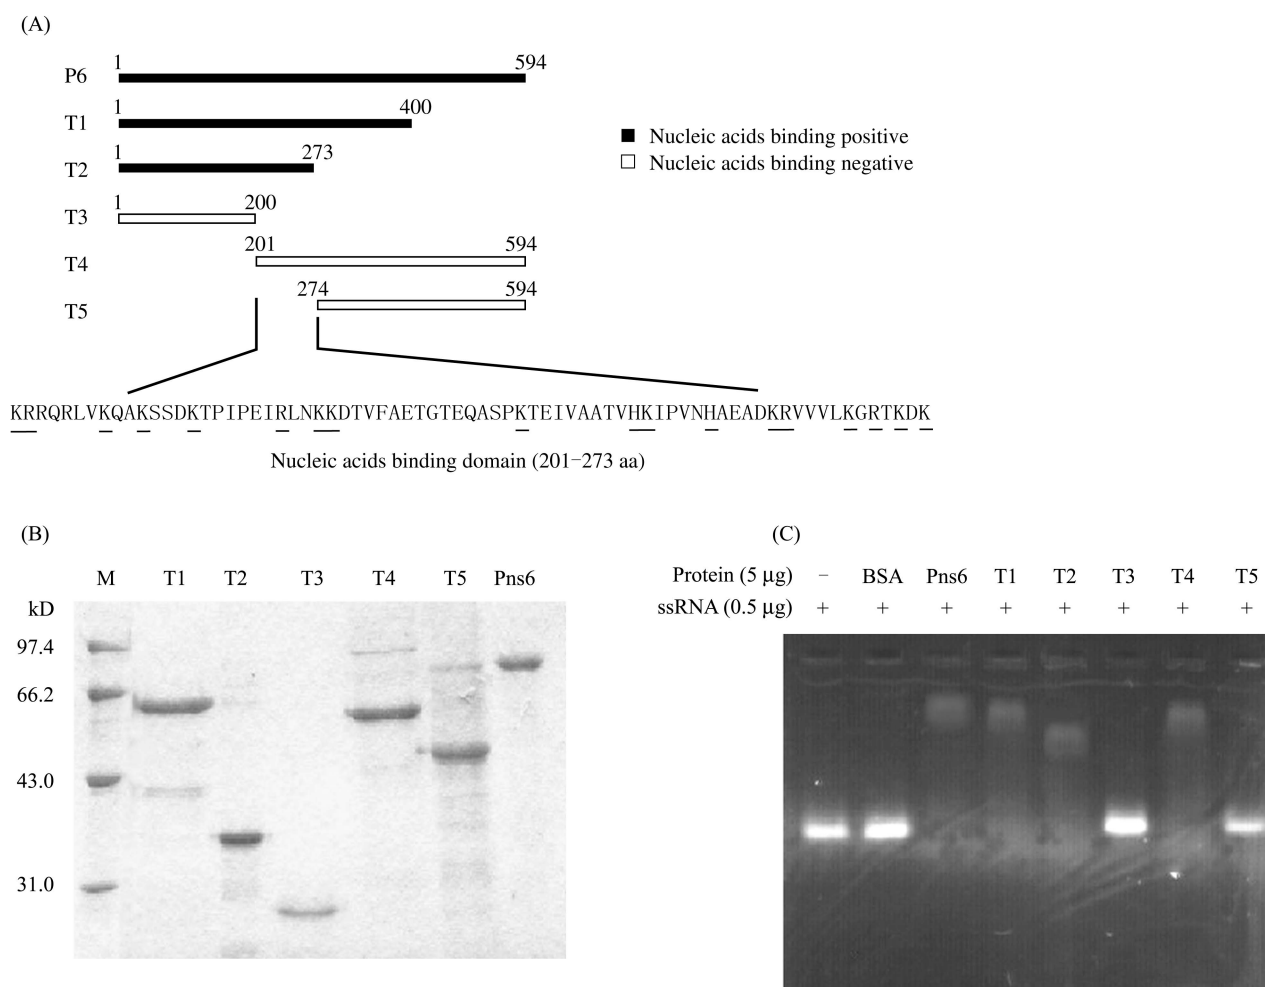 (A)
1 594
P6
1 400
T1
Nucleic acids binding positive
1 273
T2
Nucleic acids binding negative
1 200
T3
201 594
T4
274 594
T5
KRRQRLVKQAKSSDKTPIPEIRLNKKDTVFAETGTEQASPKTEIVAATVHKIPVNHAEADKRVVVLKGRTKDK
Nucleic acids binding domain (201–273 aa)
(B)
M T1 T2 T3 T4 T5 Pns6
kD
97.4
66.2
43.0
31.0
(C)
Protein (5 μg) – BSA Pns6 T1 T2 T3 T4 T5
ssRNA (0.5 μg) + + + + + + + +